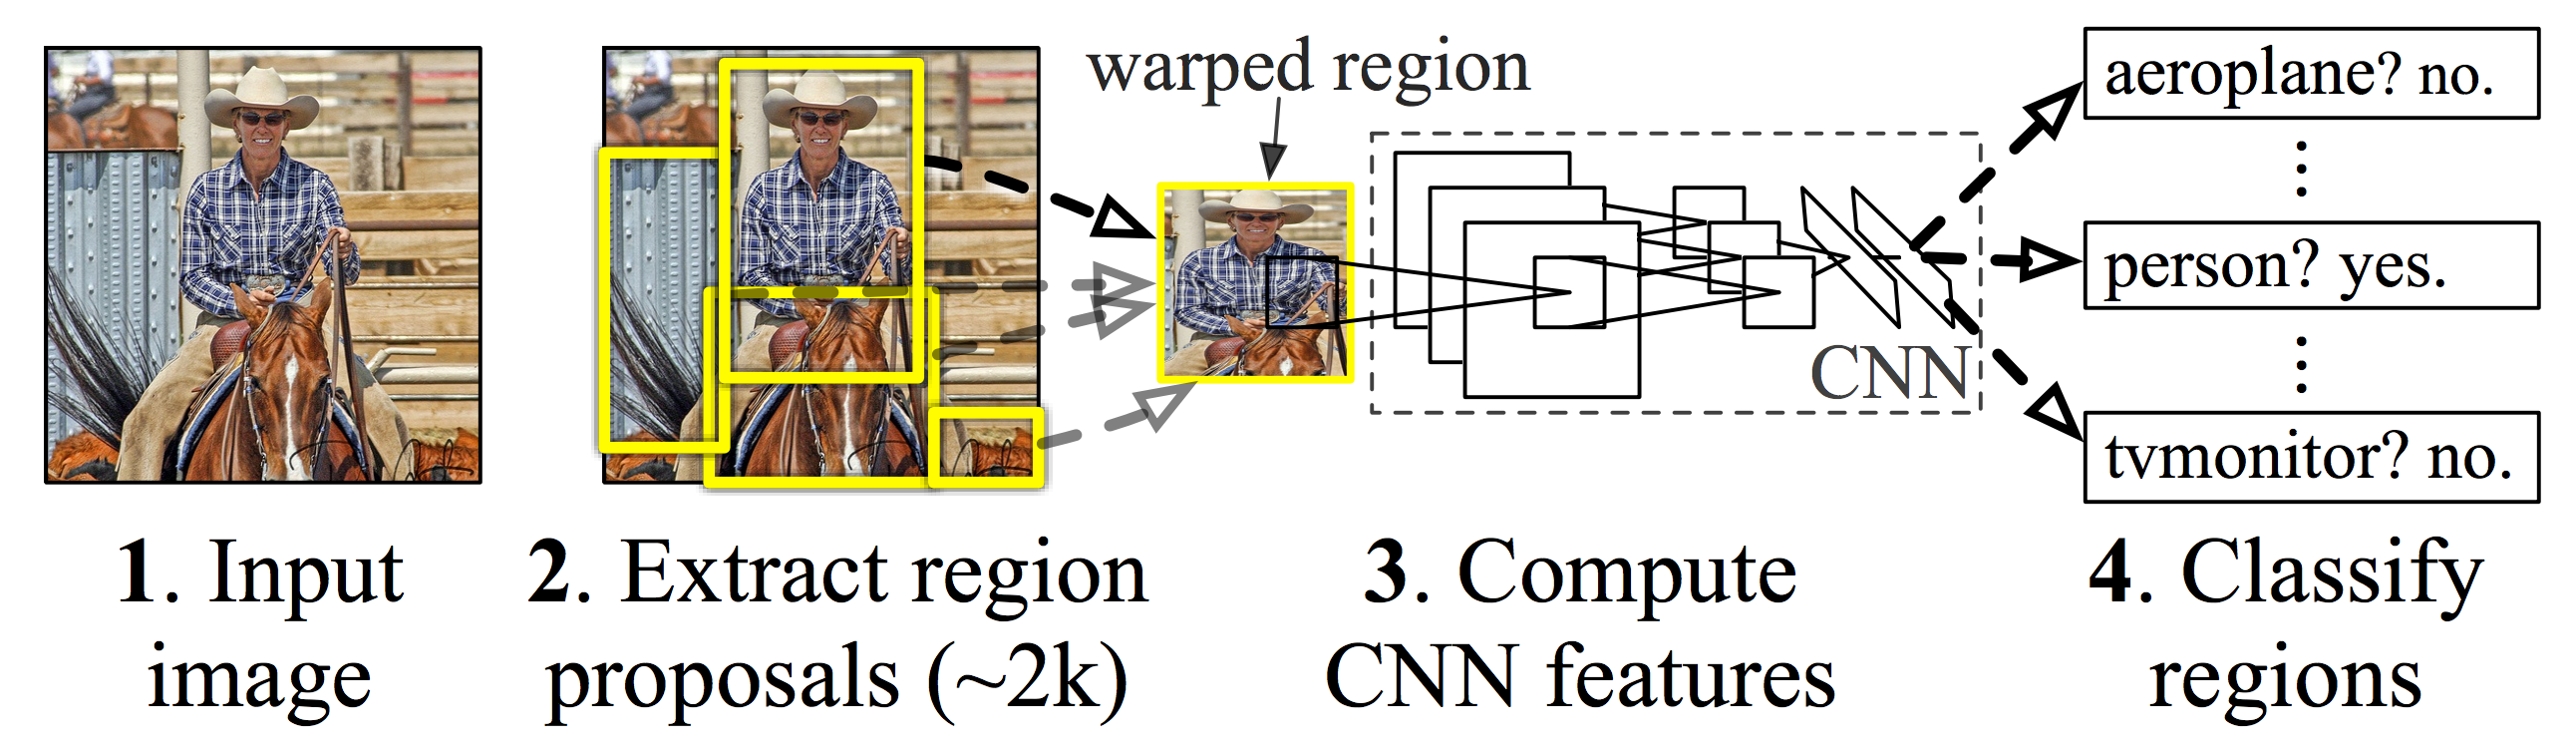 warped region
aeroplane? no.
person? yes.
CNN
tvmonitor? no.
1. Input
image
2. Extract region
proposals (~2k)
3. Compute
CNN features
4. Classify
regions